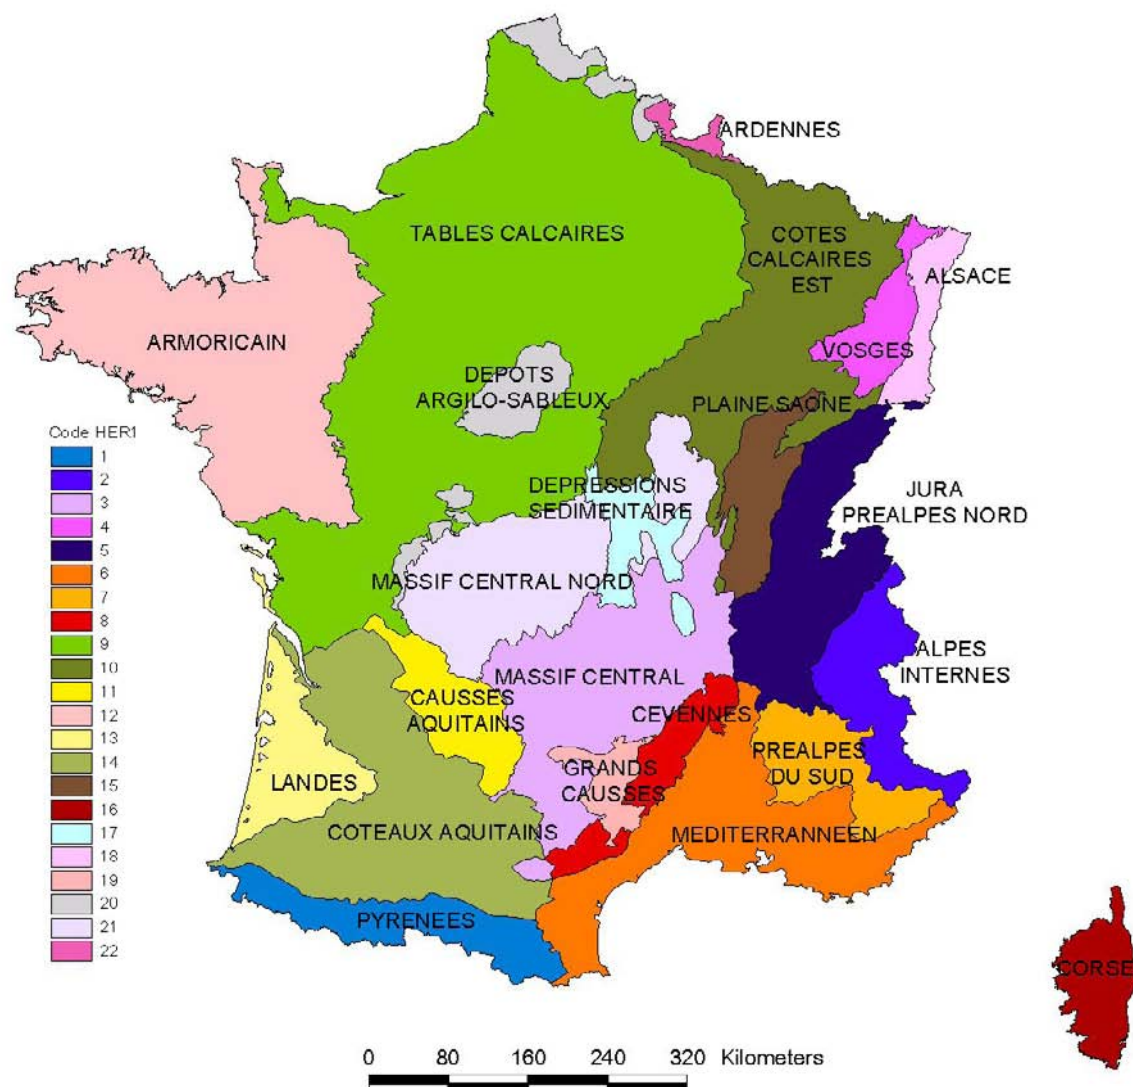 ARDENNES
TABLES CALCAIRES
COTES
CALCAIRES
EST
ALSACE
ARMORICAIN
VOSGES
DEPOTS
ARGILO-SABLEUX
PLAINE SAONE
DEPRESSIONS
SEDIMENTAIRE
JURA
PREALPES NORD
MASSIF CENTRAL NORD
ALPES
INTERNES
MASSIF CENTRAL
CAUSSES
AQUITAINS
CEVENNES
PREALPES
DU SUD
GRANDS
CAUSSES
LANDES
COTEAUX AQUITAINS
MEDITERRANNEEN
PYRENEES
CORSE
Code HER1
1
2
3
4
5
6
7
8
9
10
11
12
13
14
15
16
17
18
19
20
21
22
0 80 160 240 320 Kilometers